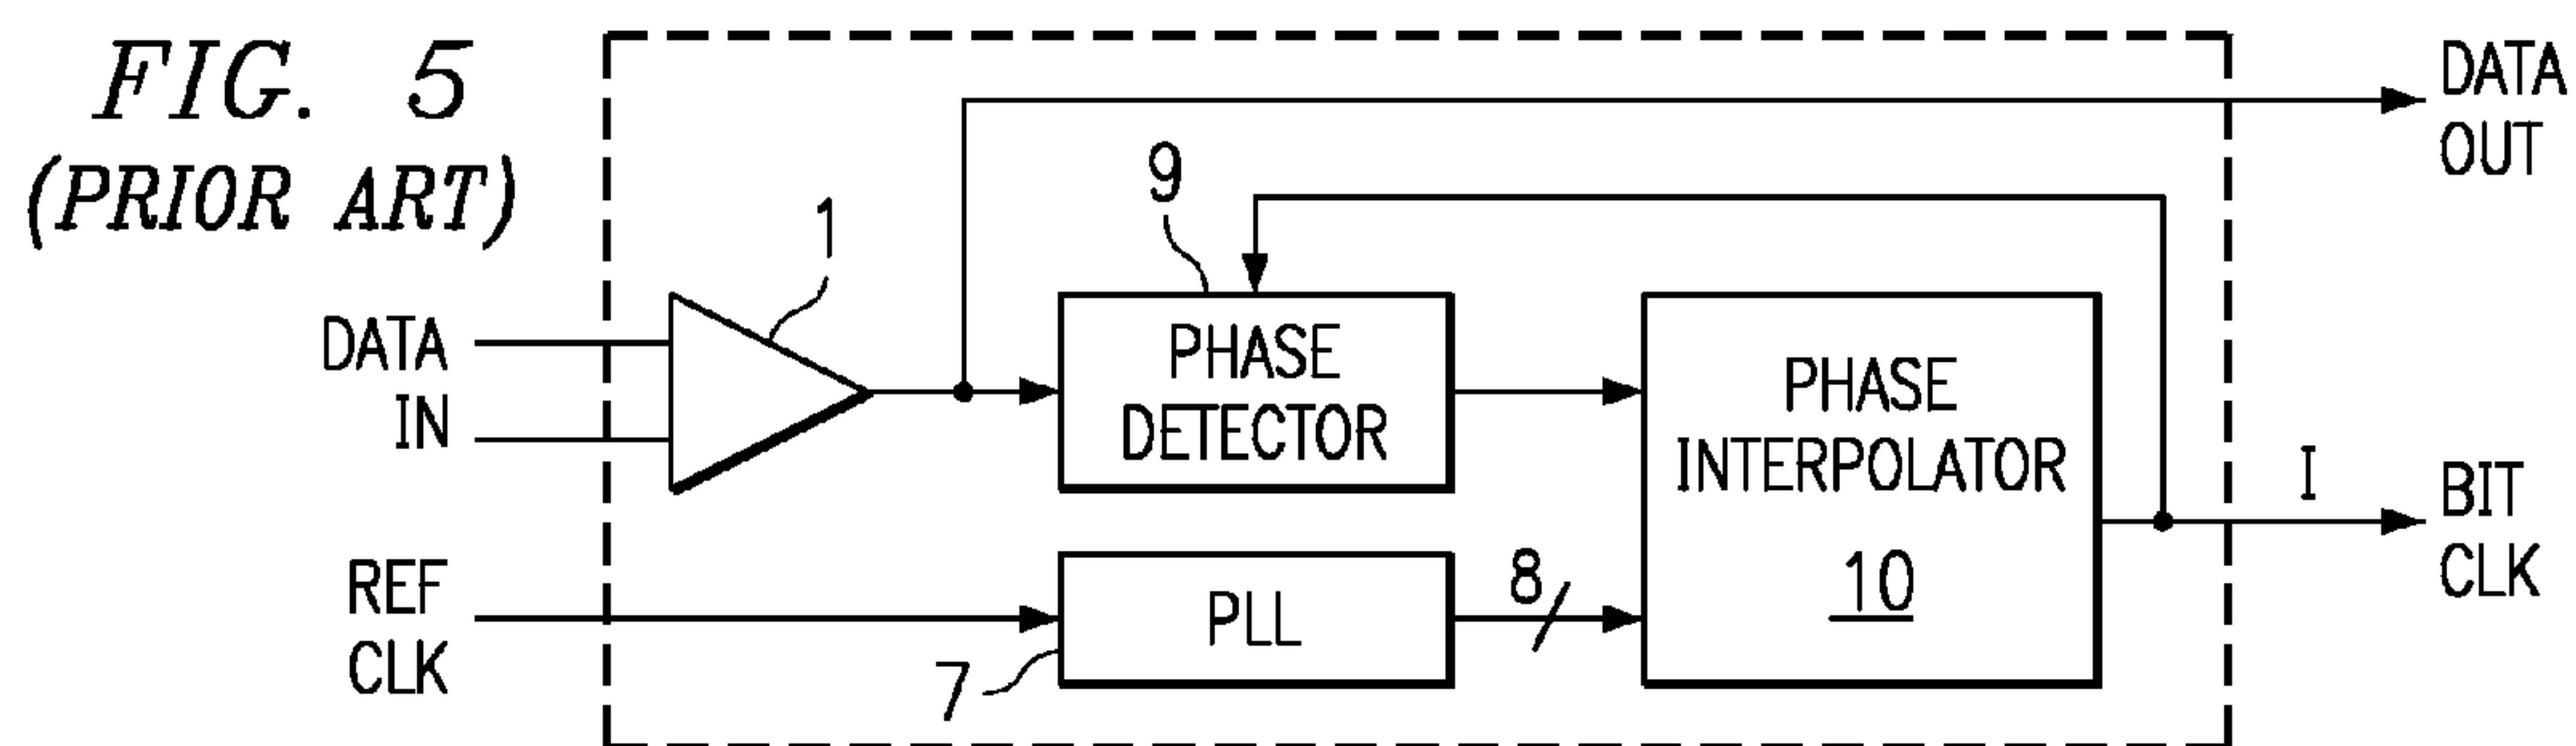 FIG. 5
(PRIOR ART)
DATA
OUT
9
1
DATA
IN
PHASE
DETECTOR
PHASE
INTERPOLATOR
10
I
BIT
CLK
REF
CLK
PLL
7
8